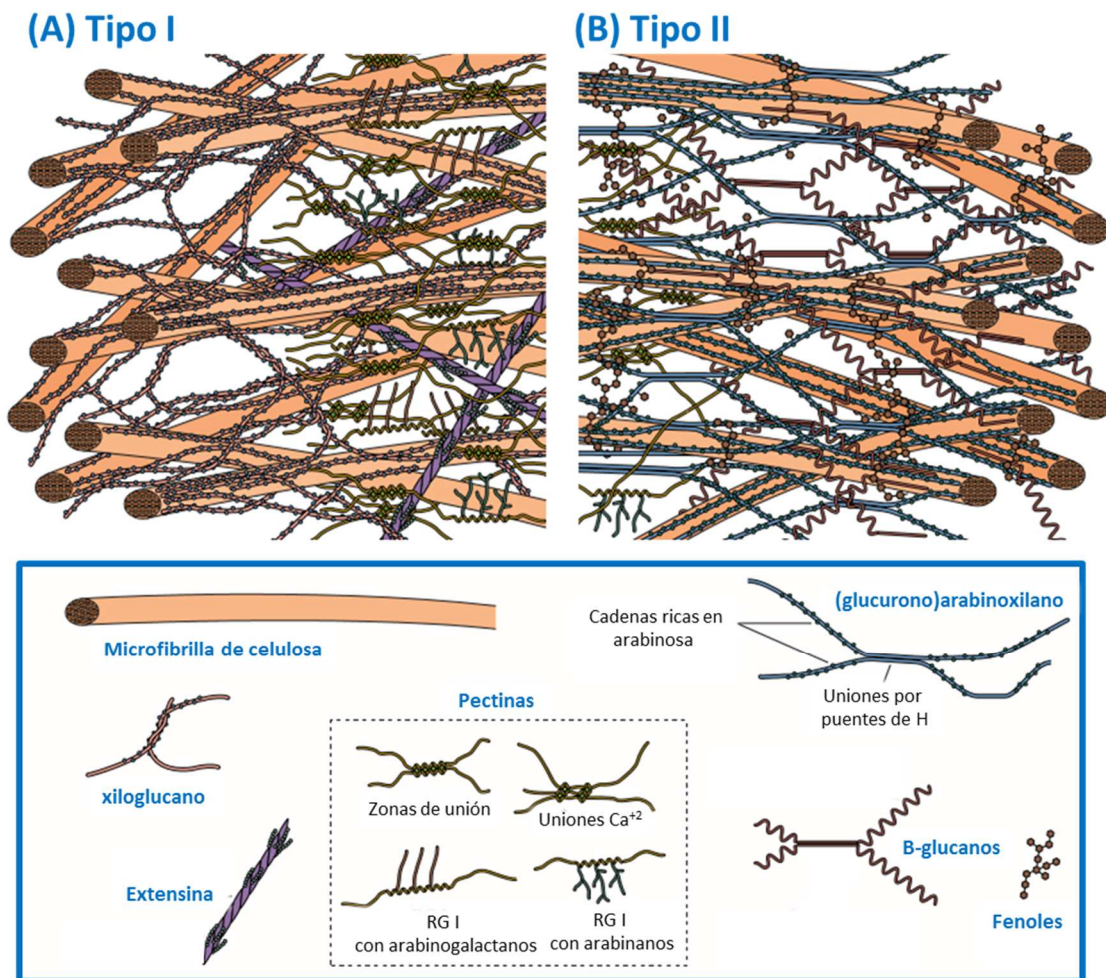 (A) Tipo I
(B) Tipo II
Microfibrilla de celulosa
xiloglucano
Extensina
Pectinas
Zonas de unión
Uniones Ca⁺²
RG I
con arabinogalactanos
RG I
con arabinanos
(glucurono)arabinoxilano
Cadenas ricas en
arabinosa
Uniones por
puentes de H
B-glucanos
Fenoles